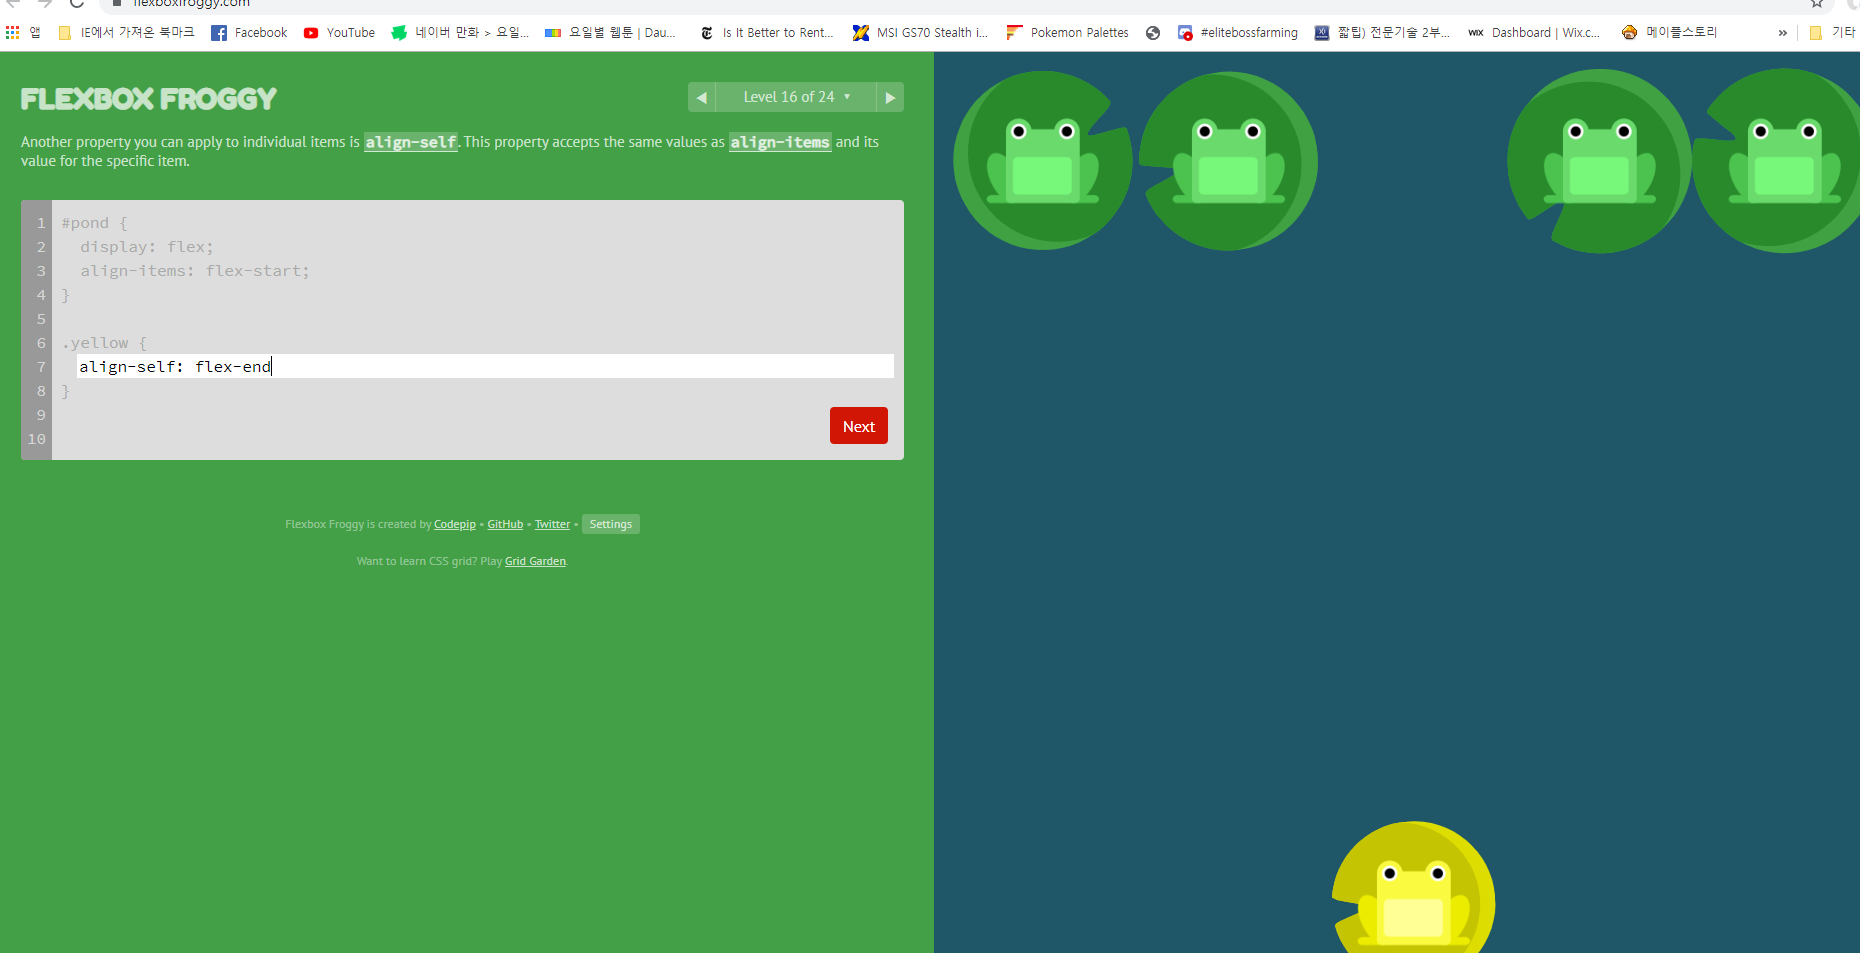 flexboxfroggy.com
앱 IE에서 가져온 북마크 Facebook YouTube 네이버 만화 > 요일... 요일별 웹툰 | Dau... Is It Better to Rent... MSI GS70 Stealth i... Pokemon Palettes #elitebossfarming 짧팁) 전문기술 2부... WIX Dashboard | Wix.c... 메이플스토리 » 기타
FLEXBOX FROGGY
◀ Level 16 of 24 ▼ ▶
Another property you can apply to individual items is align-self. This property accepts the same values as align-items and its
value for the specific item.
1 #pond {
2 display: flex;
3 align-items: flex-start;
4 }
5
6 .yellow {
7 align-self: flex-end
8 }
9
10
Next
Flexbox Froggy is created by Codepip • GitHub • Twitter • Settings
Want to learn CSS grid? Play Grid Garden.